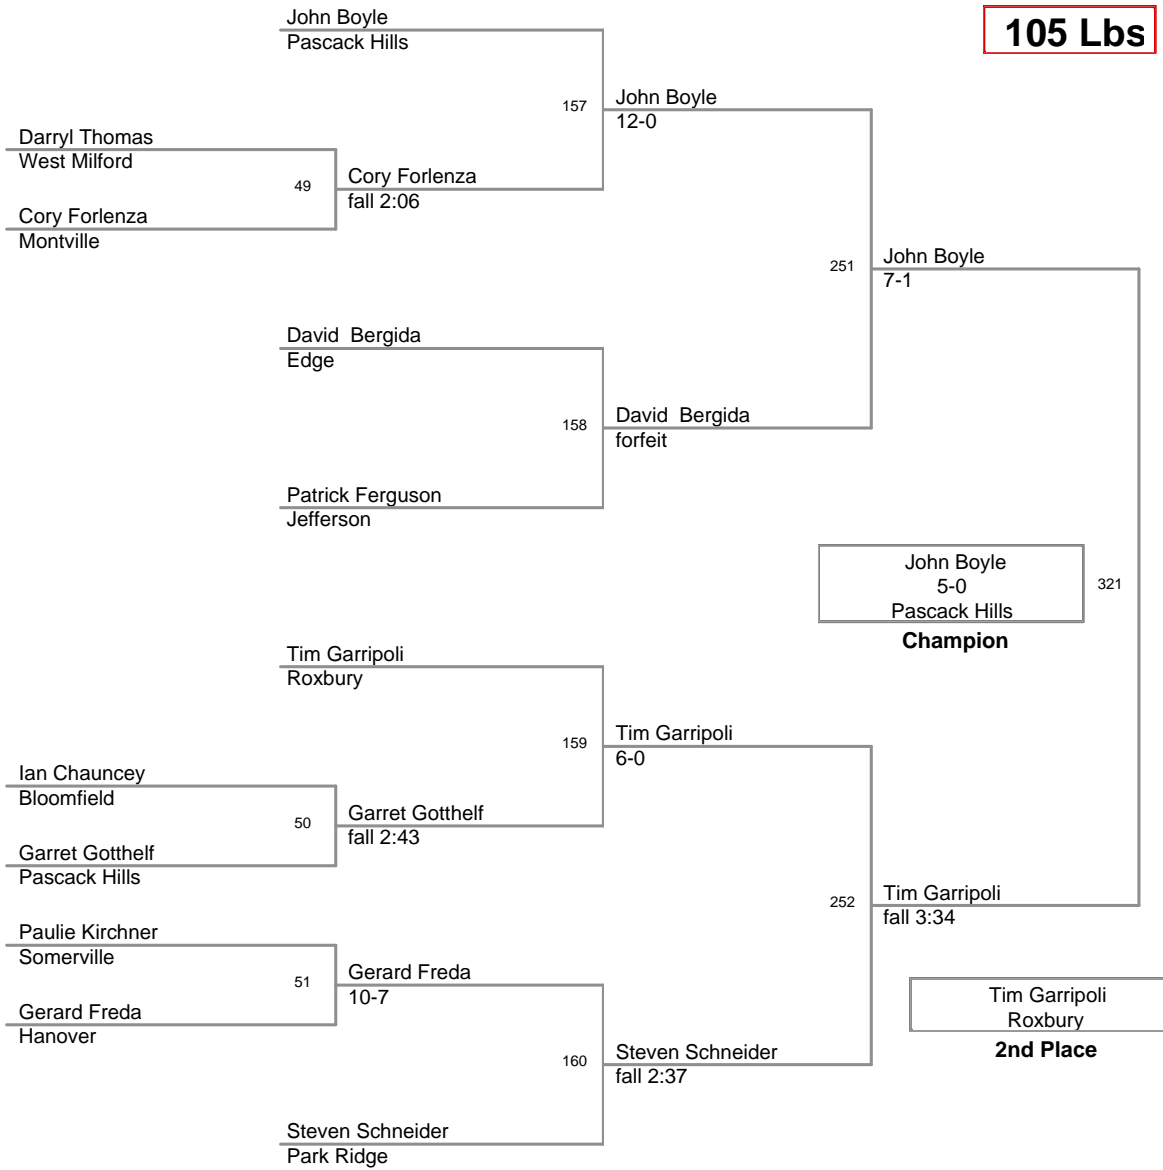 John Boyle
Pascack Hills
105 Lbs
157
John Boyle
12-0
Darryl Thomas
West Milford
49
Cory Forlenza
fall 2:06
Cory Forlenza
Montville
251
John Boyle
7-1
David  Bergida
Edge
158
David  Bergida
forfeit
Patrick Ferguson
Jefferson
John Boyle
5-0
Pascack Hills
321
Champion
Tim Garripoli
Roxbury
159
Tim Garripoli
6-0
Ian Chauncey
Bloomfield
50
Garret Gotthelf
fall 2:43
Garret Gotthelf
Pascack Hills
252
Tim Garripoli
fall 3:34
Paulie Kirchner
Somerville
51
Gerard Freda
10-7
Gerard Freda
Hanover
Tim Garripoli
Roxbury
2nd Place
160
Steven Schneider
fall 2:37
Steven Schneider
Park Ridge